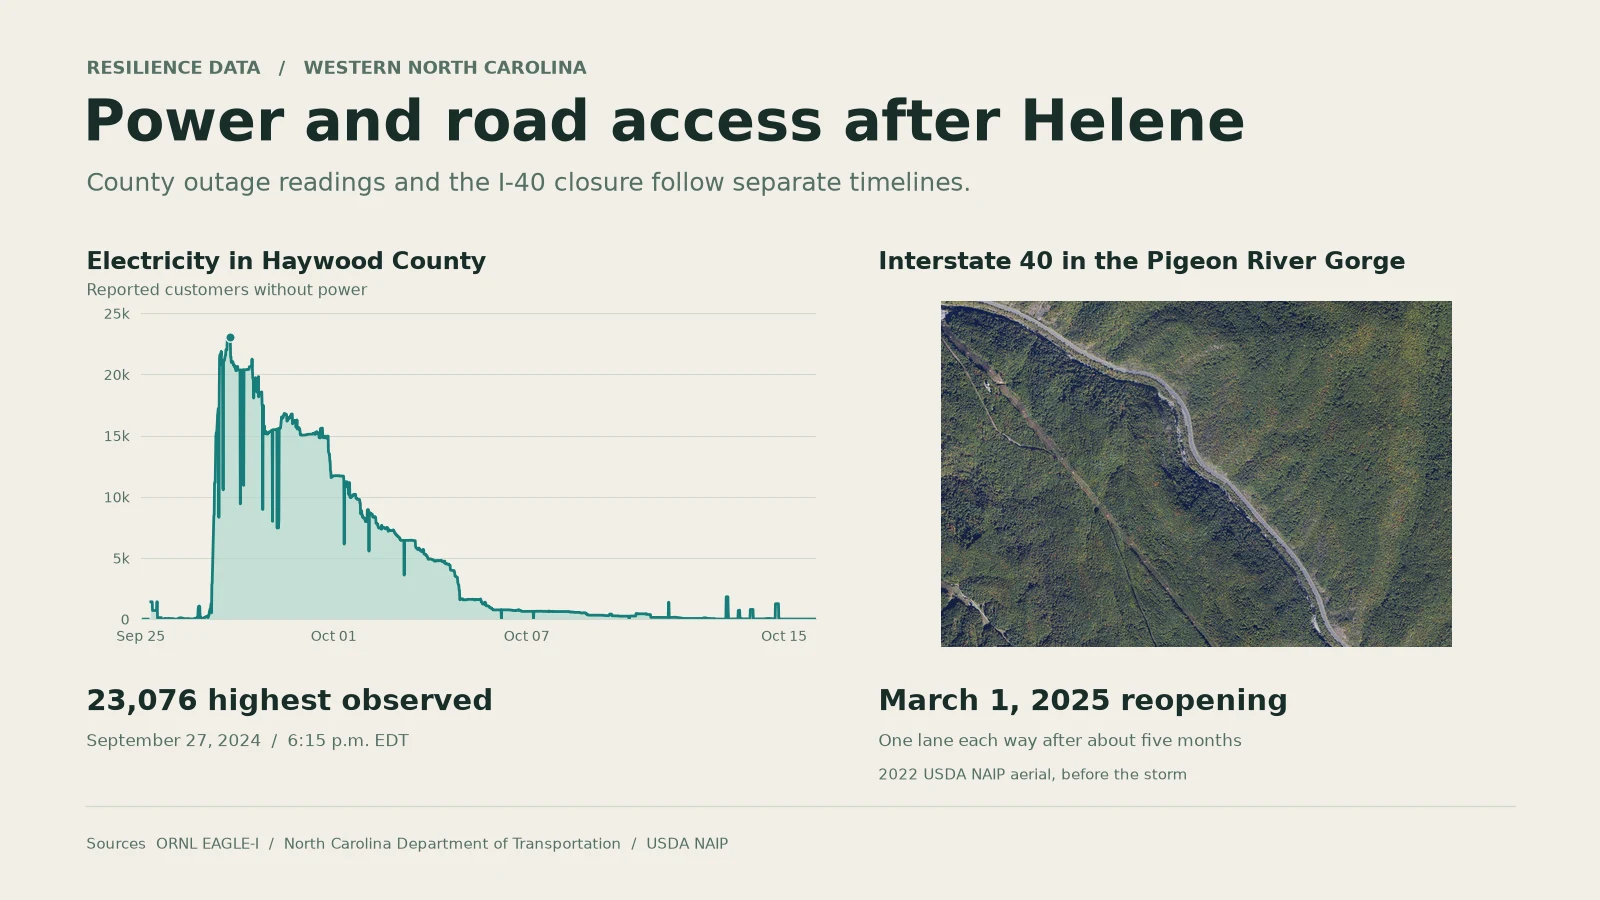 RESILIENCE DATA / WESTERN NORTH CAROLINA
Power and road access after Helene
County outage readings and the I-40 closure follow separate timelines.
Electricity in Haywood County
Reported customers without power
25k
20k
15k
10k
5k
0
Sep 25
Oct 01
Oct 07
Oct 15
23,076 highest observed
September 27, 2024 / 6:15 p.m. EDT
Interstate 40 in the Pigeon River Gorge
March 1, 2025 reopening
One lane each way after about five months
2022 USDA NAIP aerial, before the storm
Sources ORNL EAGLE-I / North Carolina Department of Transportation / USDA NAIP